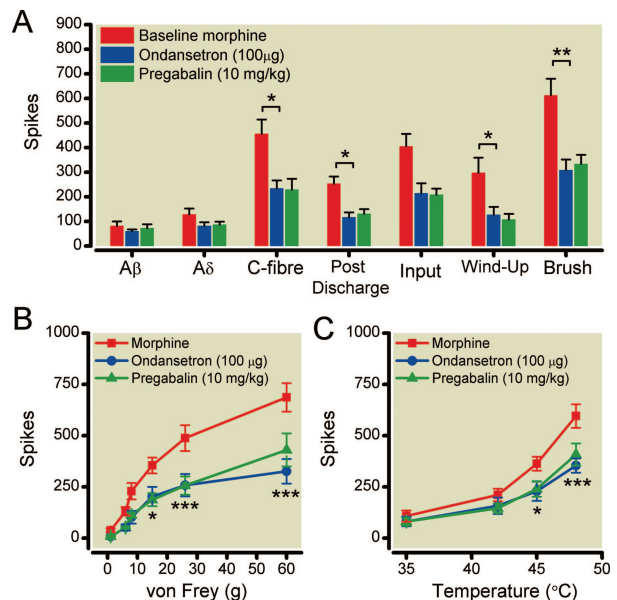 A
900
800
700
600
500
400
300
200
100
0
Spikes
Baseline morphine
Ondansetron (100μg)
Pregabalin (10 mg/kg)
*
*
*
**
Aβ
Aδ
C-fibre
Post
Discharge
Input
Wind-Up
Brush
B
1000
750
500
250
0
Spikes
Morphine
Ondansetron (100 μg)
Pregabalin (10 mg/kg)
*
***
***
0 10 20 30 40 50 60
von Frey (g)
C
1000
750
500
250
0
Spikes
Morphine
Ondansetron (100 μg)
Pregabalin (10 mg/kg)
*
***
35 40 45 50
Temperature (°C)